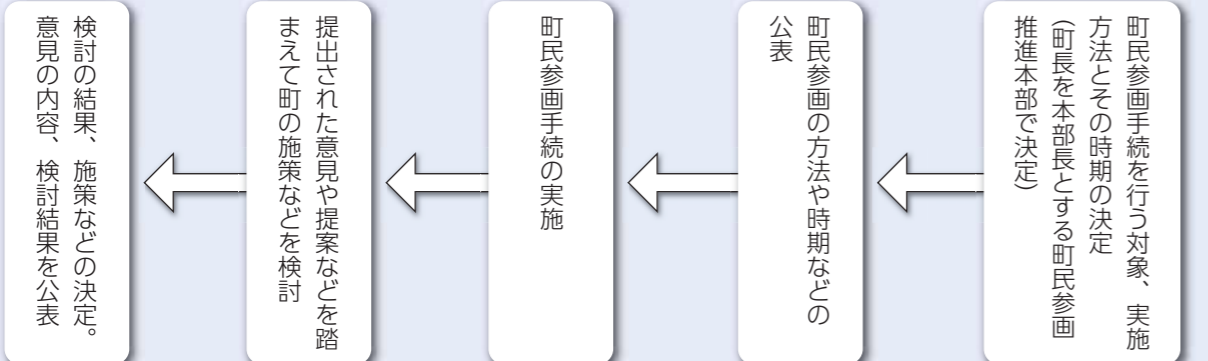 町民参画手続を行う対象、実施
方法とその時期の決定
(町長を本部長とする町民参画
推進本部で決定)
町民参画の方法や時期などの
公表
町民参画手続の実施
提出された意見や提案などを踏
まえて町の施策などを検討
検討の結果、施策などの決定。
意見の内容、検討結果を公表